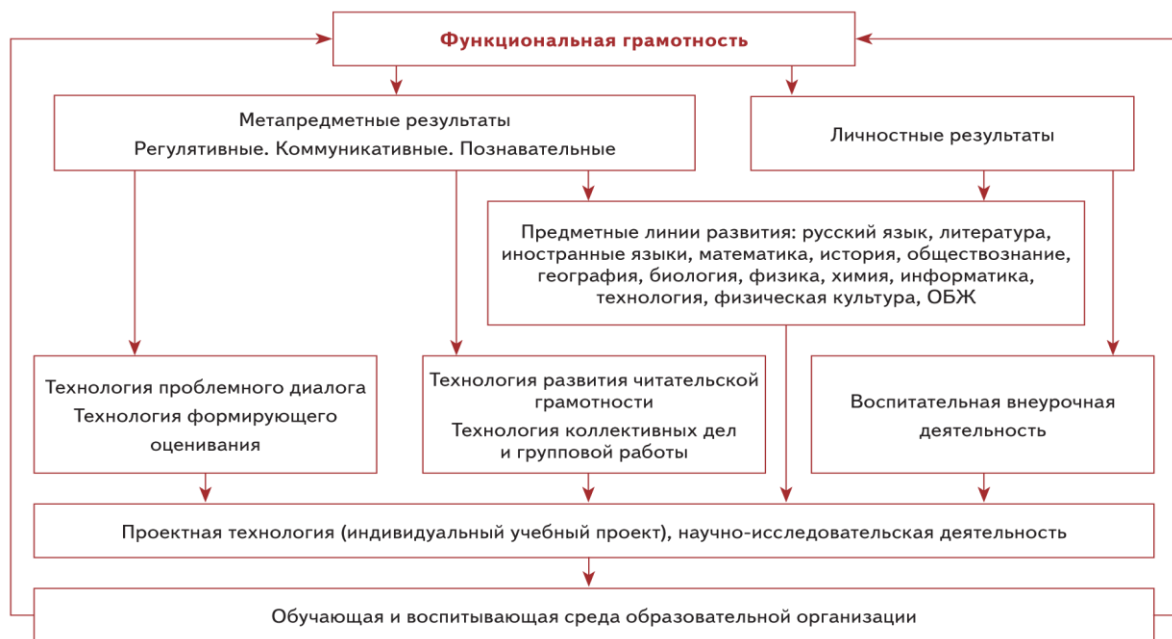 Функциональная грамотность
Метапредметные результаты
Регулятивные. Коммуникативные. Познавательные
Личностные результаты
Предметные линии развития: русский язык, литература,
иностранные языки, математика, история, обществознание,
география, биология, физика, химия, информатика,
технология, физическая культура, ОБЖ
Технология проблемного диалога
Технология формирующего
оценивания
Технология развития читательской
грамотности
Технология коллективных дел
и групповой работы
Воспитательная внеурочная
деятельность
Проектная технология (индивидуальный учебный проект), научно-исследовательская деятельность
Обучающая и воспитывающая среда образовательной организации